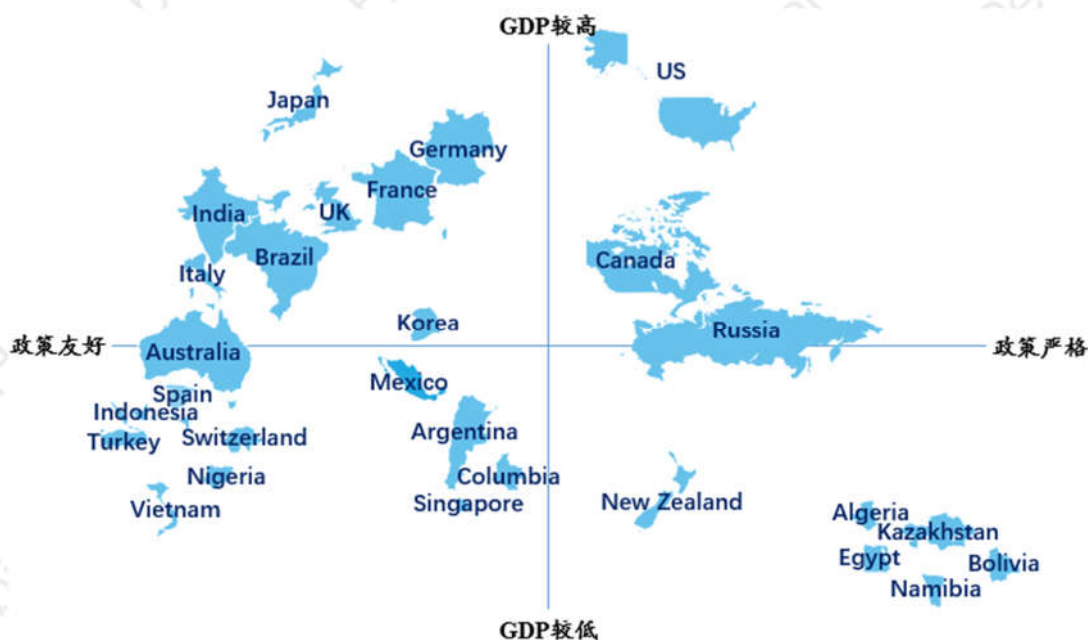 GDP较高
US
Japan
Germany
France
India
UK
Brazil
Canada
Italy
Korea
Russia
政策友好
政策严格
Australia
Mexico
Spain
Indonesia
Argentina
Turkey
Switzerland
Nigeria
Columbia
Singapore
New Zealand
Vietnam
Algeria
Kazakhstan
Egypt
Bolivia
Namibia
GDP较低